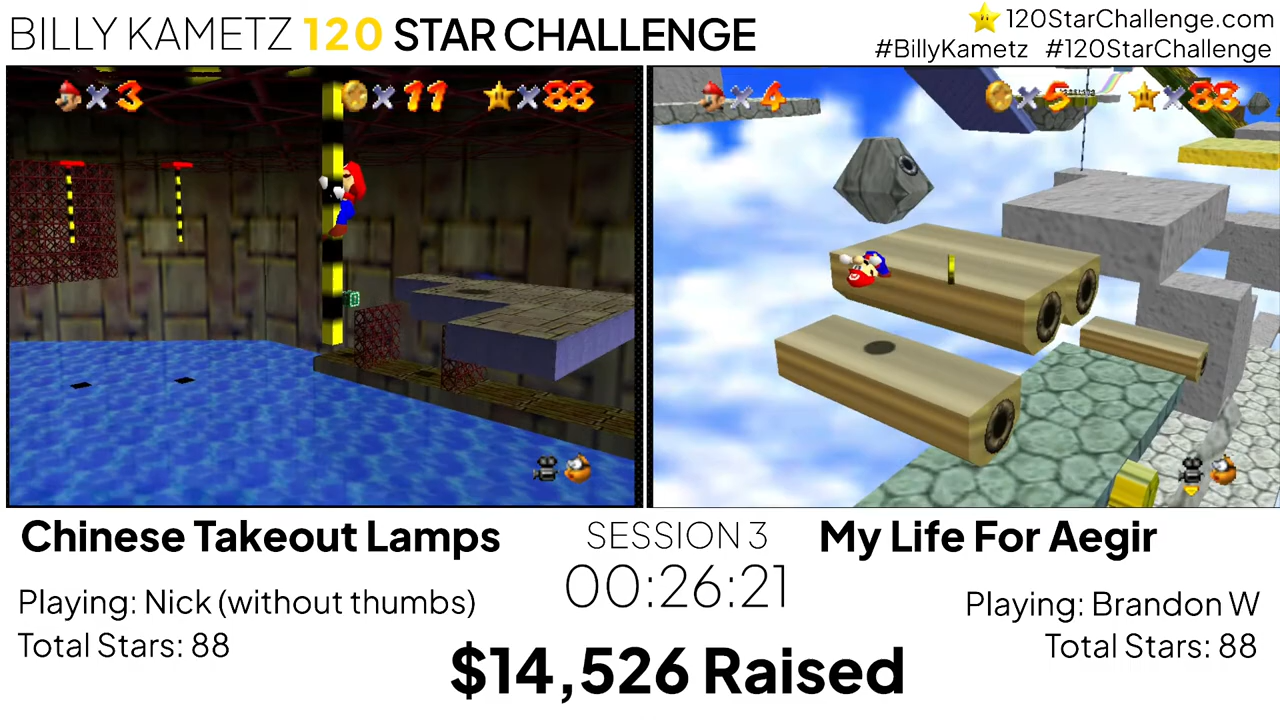 BILLY KAMETZ 120 STAR CHALLENGE
120StarChallenge.com
#BillyKametz #120StarChallenge
×3 ×11 ×88
×4 ×5 ×88
Chinese Takeout Lamps
SESSION 3
My Life For Aegir
00:26:21
Playing: Nick (without thumbs)
Playing: Brandon W
Total Stars: 88
Total Stars: 88
$14,526 Raised